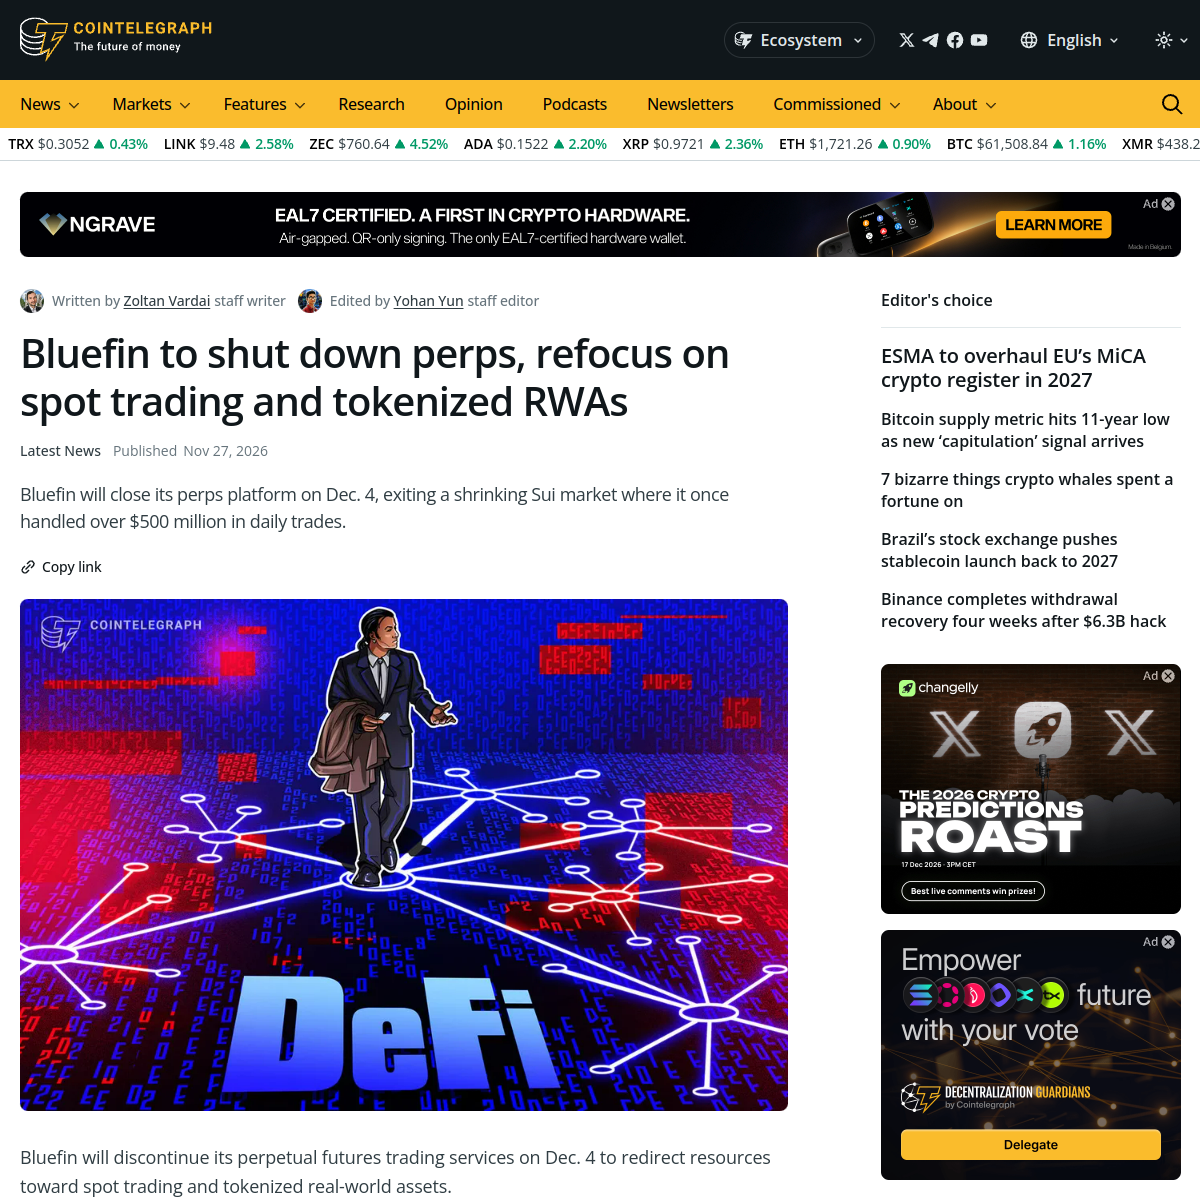 COINTELEGRAPH
The future of money
Ecosystem
English
News
Markets
Features
Research
Opinion
Podcasts
Newsletters
Commissioned
About
TRX $0.3052 ▲ 0.43%
LINK $9.48 ▲ 2.58%
ZEC $760.64 ▲ 4.52%
ADA $0.1522 ▲ 2.20%
XRP $0.9721 ▲ 2.36%
ETH $1,721.26 ▲ 0.90%
BTC $61,508.84 ▲ 1.16%
XMR $438.2
NGRAVE
EAL7 CERTIFIED. A FIRST IN CRYPTO HARDWARE.
Air-gapped. QR-only signing. The only EAL7-certified hardware wallet.
LEARN MORE
Ad
Made in Belgium.
Written by Zoltan Vardai staff writer
Edited by Yohan Yun staff editor
Bluefin to shut down perps, refocus on
spot trading and tokenized RWAs
Latest News
Published Nov 27, 2026
Bluefin will close its perps platform on Dec. 4, exiting a shrinking Sui market where it once
handled over $500 million in daily trades.
Copy link
COINTELEGRAPH
DeFi
Bluefin will discontinue its perpetual futures trading services on Dec. 4 to redirect resources
toward spot trading and tokenized real-world assets.
Editor's choice
ESMA to overhaul EU’s MiCA
crypto register in 2027
Bitcoin supply metric hits 11-year low
as new ‘capitulation’ signal arrives
7 bizarre things crypto whales spent a
fortune on
Brazil’s stock exchange pushes
stablecoin launch back to 2027
Binance completes withdrawal
recovery four weeks after $6.3B hack
Ad
changelly
THE 2026 CRYPTO
PREDICTIONS
ROAST
17 Dec 2026 · 3PM CET
Best live comments win prizes!
Ad
Empower
future
with your vote
DECENTRALIZATION GUARDIANS
by Cointelegraph
Delegate